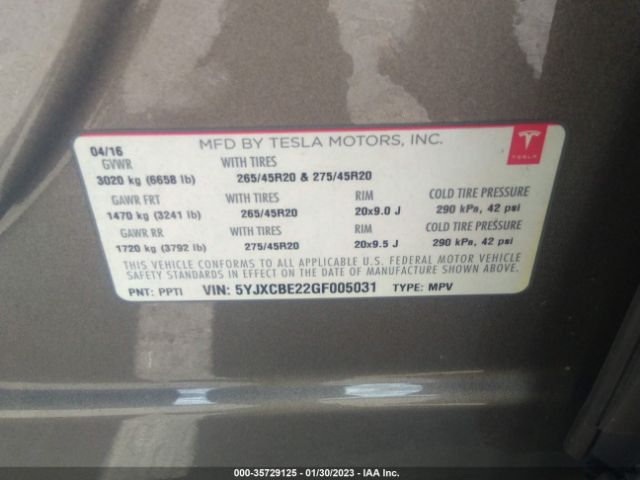 MFD BY TESLA MOTORS, INC.
TESLA
04/16
GVWR WITH TIRES
3020 kg (6658 lb) 265/45R20 & 275/45R20
GAWR FRT WITH TIRES RIM COLD TIRE PRESSURE
1470 kg (3241 lb) 265/45R20 20x9.0 J 290 kPa, 42 psi
GAWR RR WITH TIRES RIM COLD TIRE PRESSURE
1720 kg (3792 lb) 275/45R20 20x9.5 J 290 kPa, 42 psi
THIS VEHICLE CONFORMS TO ALL APPLICABLE U.S. FEDERAL MOTOR VEHICLE
SAFETY STANDARDS IN EFFECT ON THE DATE OF MANUFACTURE SHOWN ABOVE.
PNT: PPTI VIN: 5YJXCBE22GF005031 TYPE: MPV
000-35729125 - 01/30/2023 - IAA Inc.